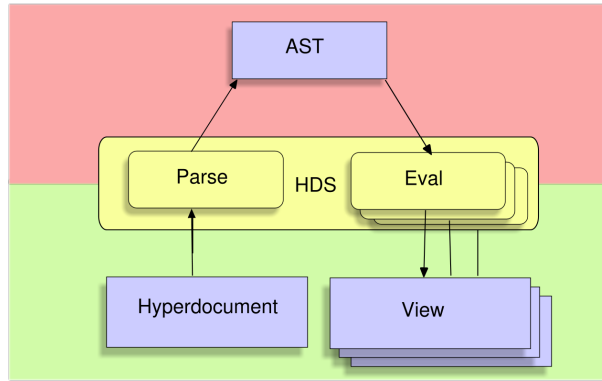 AST
Parse
HDS
Eval
Hyperdocument
View